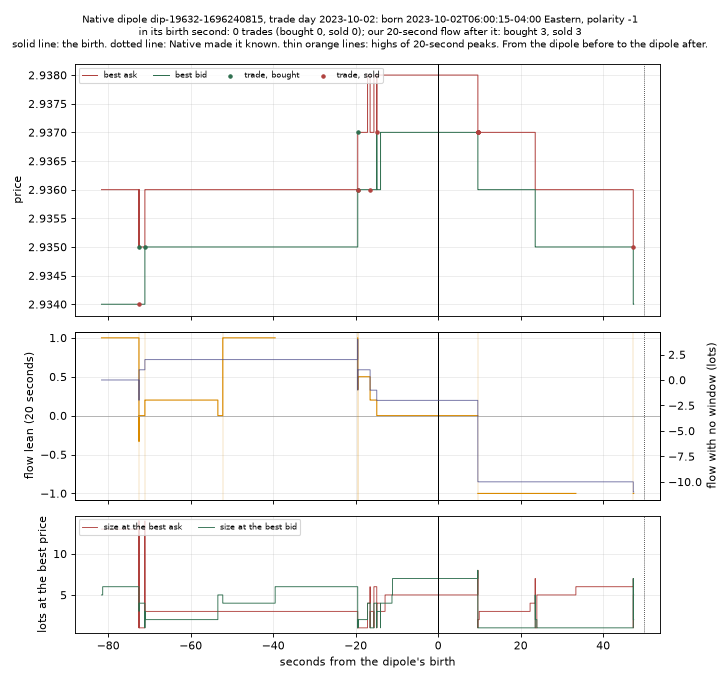 Native dipole dip-19632-1696240815, trade day 2023-10-02: born 2023-10-02T06:00:15-04:00 Eastern, polarity -1
in its birth second: 0 trades (bought 0, sold 0); our 20-second flow after it: bought 3, sold 3
solid line: the birth. dotted line: Native made it known. thin orange lines: highs of 20-second peaks. From the dipole before to the dipole after.
best ask
best bid
trade, bought
trade, sold
2.9380
2.9375
2.9370
2.9365
2.9360
2.9355
2.9350
2.9345
2.9340
price
1.0
0.5
0.0
−0.5
−1.0
flow lean (20 seconds)
2.5
0.0
−2.5
−5.0
−7.5
−10.0
flow with no window (lots)
size at the best ask
size at the best bid
10
5
lots at the best price
−80
−60
−40
−20
0
20
40
seconds from the dipole's birth